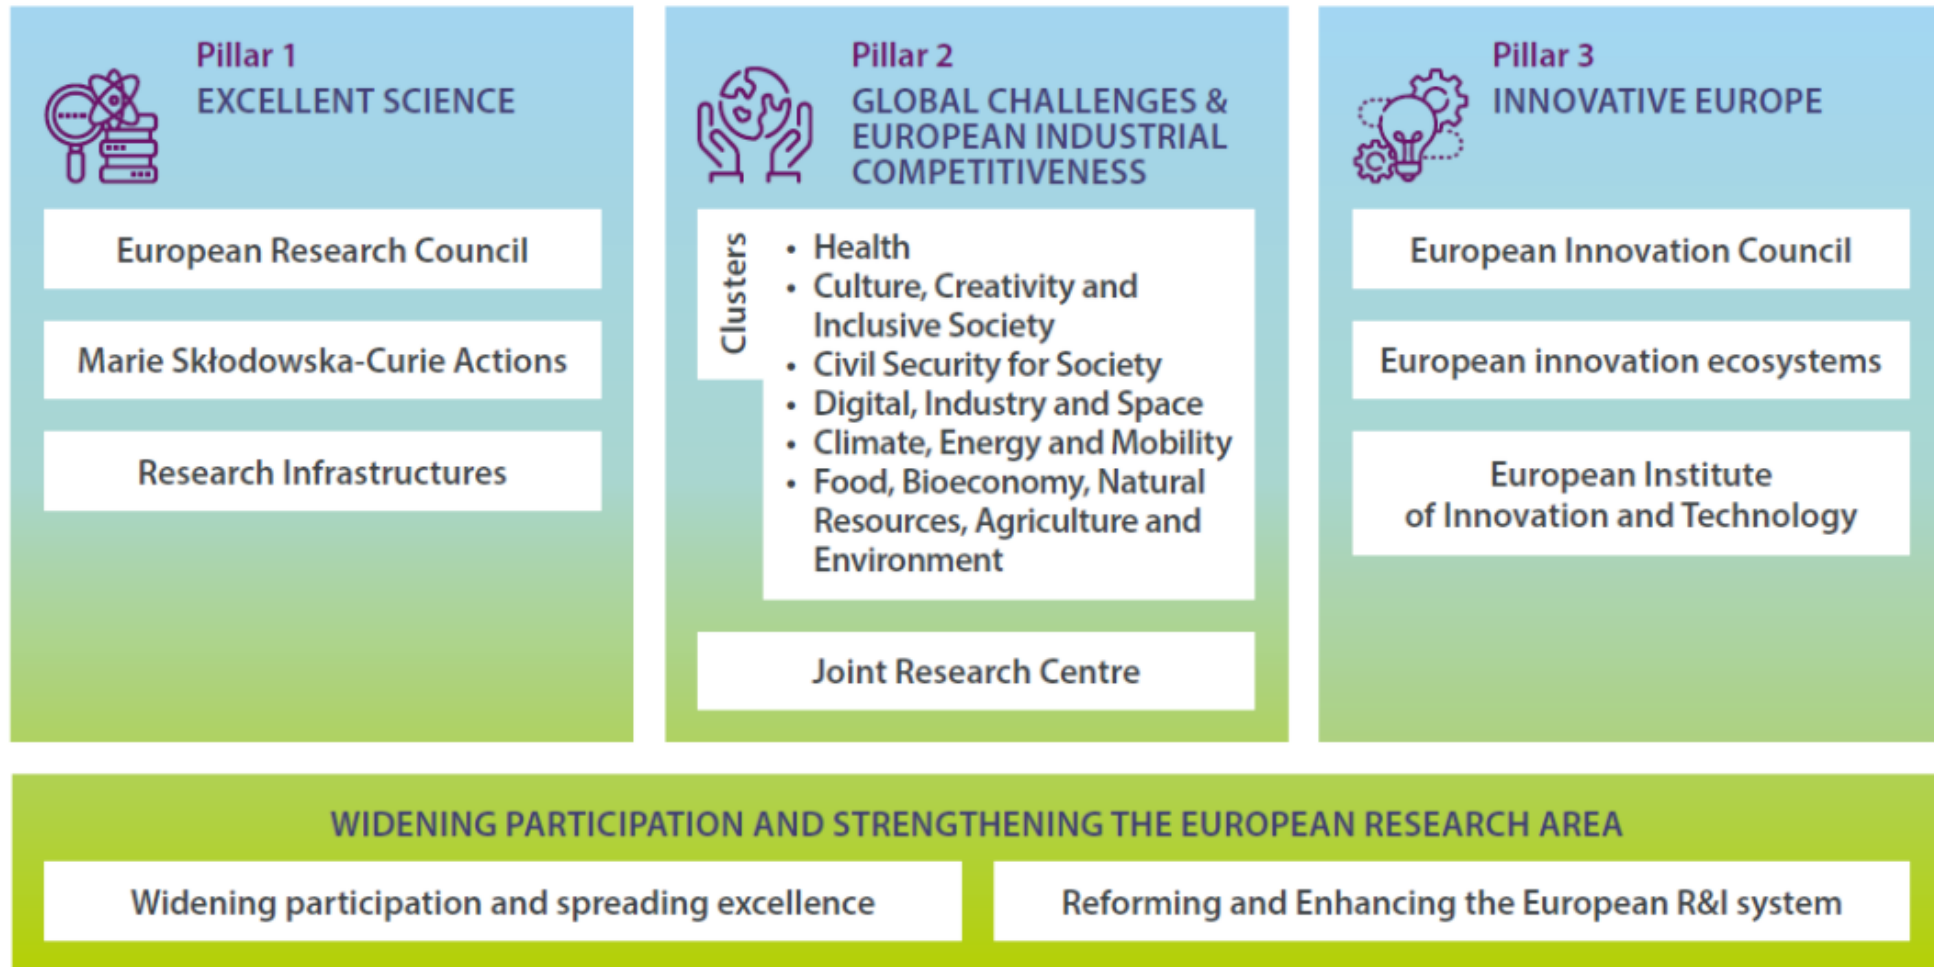 Pillar 1
EXCELLENT SCIENCE
European Research Council
Marie Skłodowska-Curie Actions
Research Infrastructures
Pillar 2
GLOBAL CHALLENGES &
EUROPEAN INDUSTRIAL
COMPETITIVENESS
Clusters
• Health
• Culture, Creativity and
Inclusive Society
• Civil Security for Society
• Digital, Industry and Space
• Climate, Energy and Mobility
• Food, Bioeconomy, Natural
Resources, Agriculture and
Environment
Joint Research Centre
Pillar 3
INNOVATIVE EUROPE
European Innovation Council
European innovation ecosystems
European Institute
of Innovation and Technology
WIDENING PARTICIPATION AND STRENGTHENING THE EUROPEAN RESEARCH AREA
Widening participation and spreading excellence
Reforming and Enhancing the European R&I system